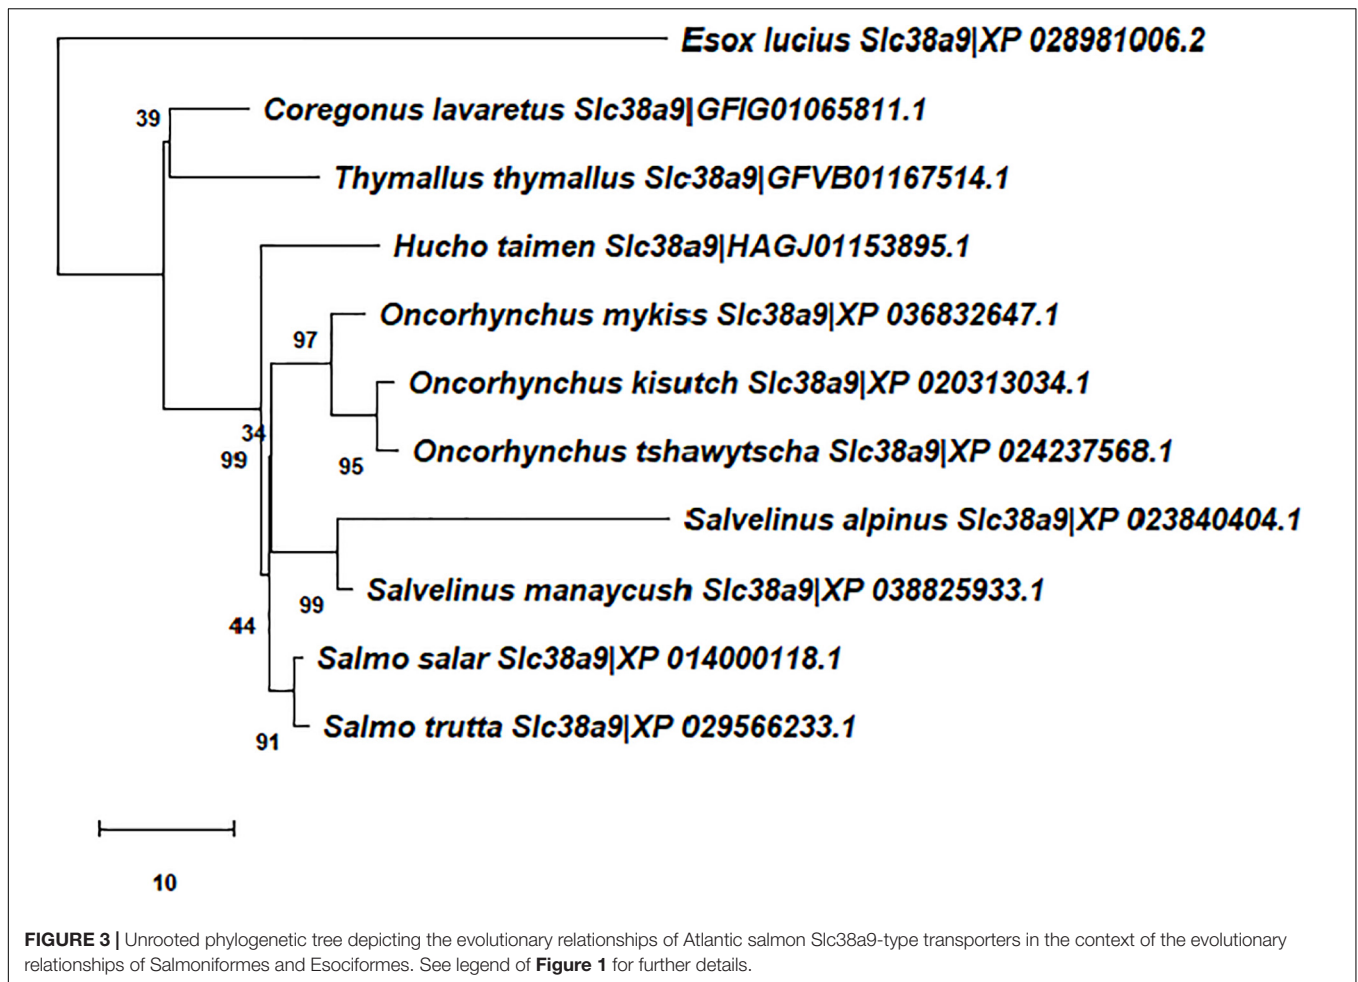 Esox lucius Slc38a9|XP 028981006.2
39
Coregonus lavaretus Slc38a9|GFIG01065811.1
Thymallus thymallus Slc38a9|GFVB01167514.1
Hucho taimen Slc38a9|HAGJ01153895.1
Oncorhynchus mykiss Slc38a9|XP 036832647.1
97
Oncorhynchus kisutch Slc38a9|XP 020313034.1
34
Oncorhynchus tshawytscha Slc38a9|XP 024237568.1
99
95
Salvelinus alpinus Slc38a9|XP 023840404.1
Salvelinus manaycush Slc38a9|XP 038825933.1
99
44
Salmo salar Slc38a9|XP 014000118.1
Salmo trutta Slc38a9|XP 029566233.1
91
10
FIGURE 3 | Unrooted phylogenetic tree depicting the evolutionary relationships of Atlantic salmon Slc38a9-type transporters in the context of the evolutionary
relationships of Salmoniformes and Esociformes. See legend of Figure 1 for further details.